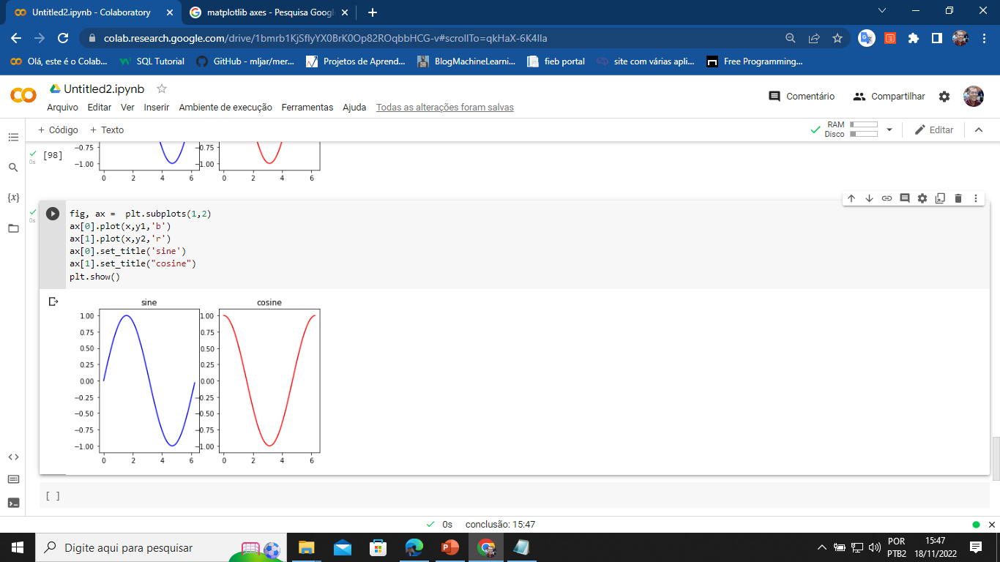 Untitled2.ipynb - Colaboratory
matplotlib axes - Pesquisa Googl
colab.research.google.com/drive/1bmrb1KjSflyYX0BrK0Op82ROqbbHCG-v#scrollTo=qkHaX-6K4Ila
Olá, este é o Colab...
SQL Tutorial
GitHub - mljar/mer...
Projetos de Aprend...
BlogMachineLearni...
fieb portal
site com várias apli...
Free Programming...
Untitled2.ipynb
Comentário
Compartilhar
Arquivo Editar Ver Inserir Ambiente de execução Ferramentas Ajuda Todas as alterações foram salvas
+ Código + Texto
RAM
Disco
Editar
0s
[98]
−0.75
−1.00
0 2 4 6
−0.75
−1.00
0 2 4 6
{x}
0s
fig, ax =  plt.subplots(1,2)
ax[0].plot(x,y1,'b')
ax[1].plot(x,y2,'r')
ax[0].set_title('sine')
ax[1].set_title("cosine")
plt.show()
sine
1.00
0.75
0.50
0.25
0.00
−0.25
−0.50
−0.75
−1.00
0 2 4 6
cosine
1.00
0.75
0.50
0.25
0.00
−0.25
−0.50
−0.75
−1.00
0 2 4 6
[ ]
0s conclusão: 15:47
Digite aqui para pesquisar
POR
PTB2
15:47
18/11/2022